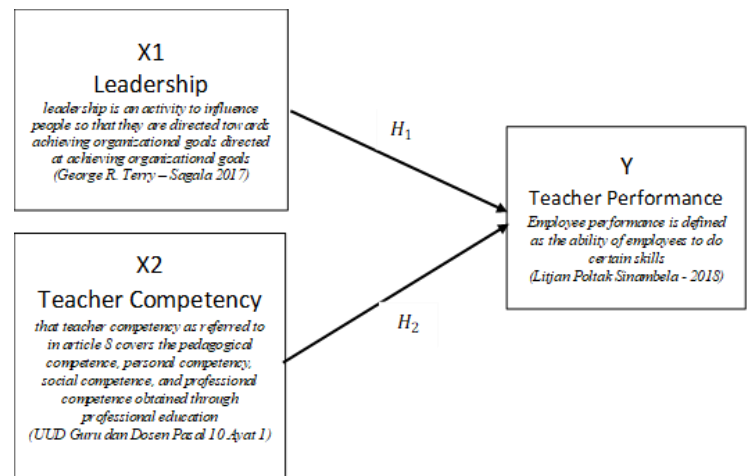 X1
Leadership
leadership is an activity to influence
people so that they are directed towards
achieving organizational goals directed
at achieving organizational goals
(George R. Terry – Sagala 2017)
H1
X2
Teacher Competency
that teacher competency as referred to
in article 8 covers the pedagogical
competence, personal competency,
social competence, and professional
competence obtained through
professional education
(UUD Guru dan Dosen Pasal 10 Ayat 1)
H2
Y
Teacher Performance
Employee performance is defined
as the ability of employees to do
certain skills
(Litjan Poltak Sinambela - 2018)